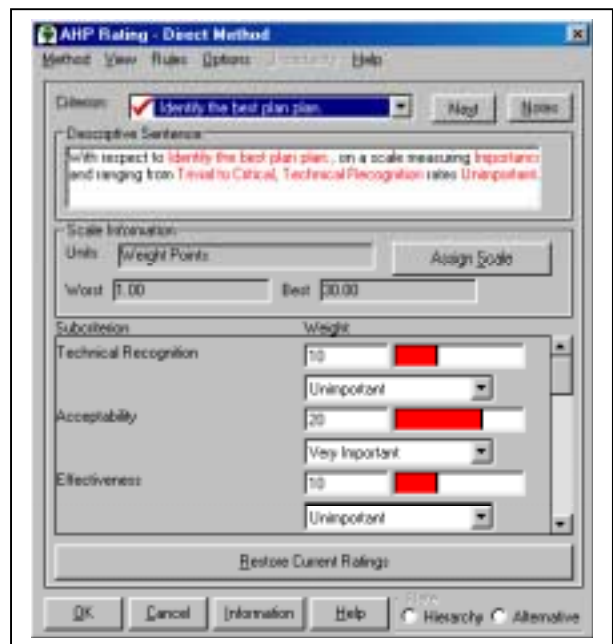 AHP Rating - Direct Method
Method View Rules Options Help
Criterion: Identify the best plan plan. Next Notes
Descriptive Sentence
With respect to Identify the best plan plan., on a scale measuring Importance
and ranging from Trivial to Critical, Technical Recognition rates Unimportant.
Scale Information
Units Weight Points Assign Scale
Worst 1.00 Best 30.00
Subcriterion Weight
Technical Recognition 10
Unimportant
Acceptability 20
Very Important
Effectiveness 10
Unimportant
Restore Current Ratings
OK Cancel Information Help Hierarchy Alternative